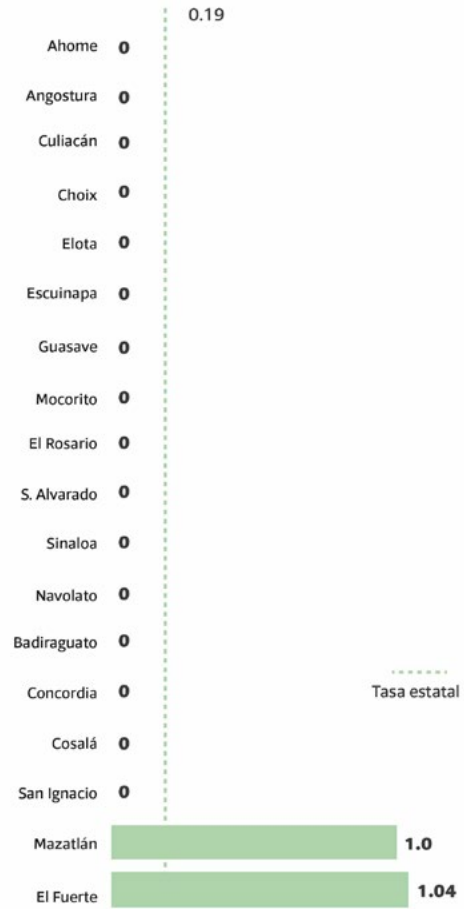 0.19
Ahome 0
Angostura 0
Culiacán 0
Choix 0
Elota 0
Escuinapa 0
Guasave 0
Mocorito 0
El Rosario 0
S. Alvarado 0
Sinaloa 0
Navolato 0
Badiraguato 0
Concordia 0
Tasa estatal
Cosalá 0
San Ignacio 0
Mazatlán 1.0
El Fuerte 1.04